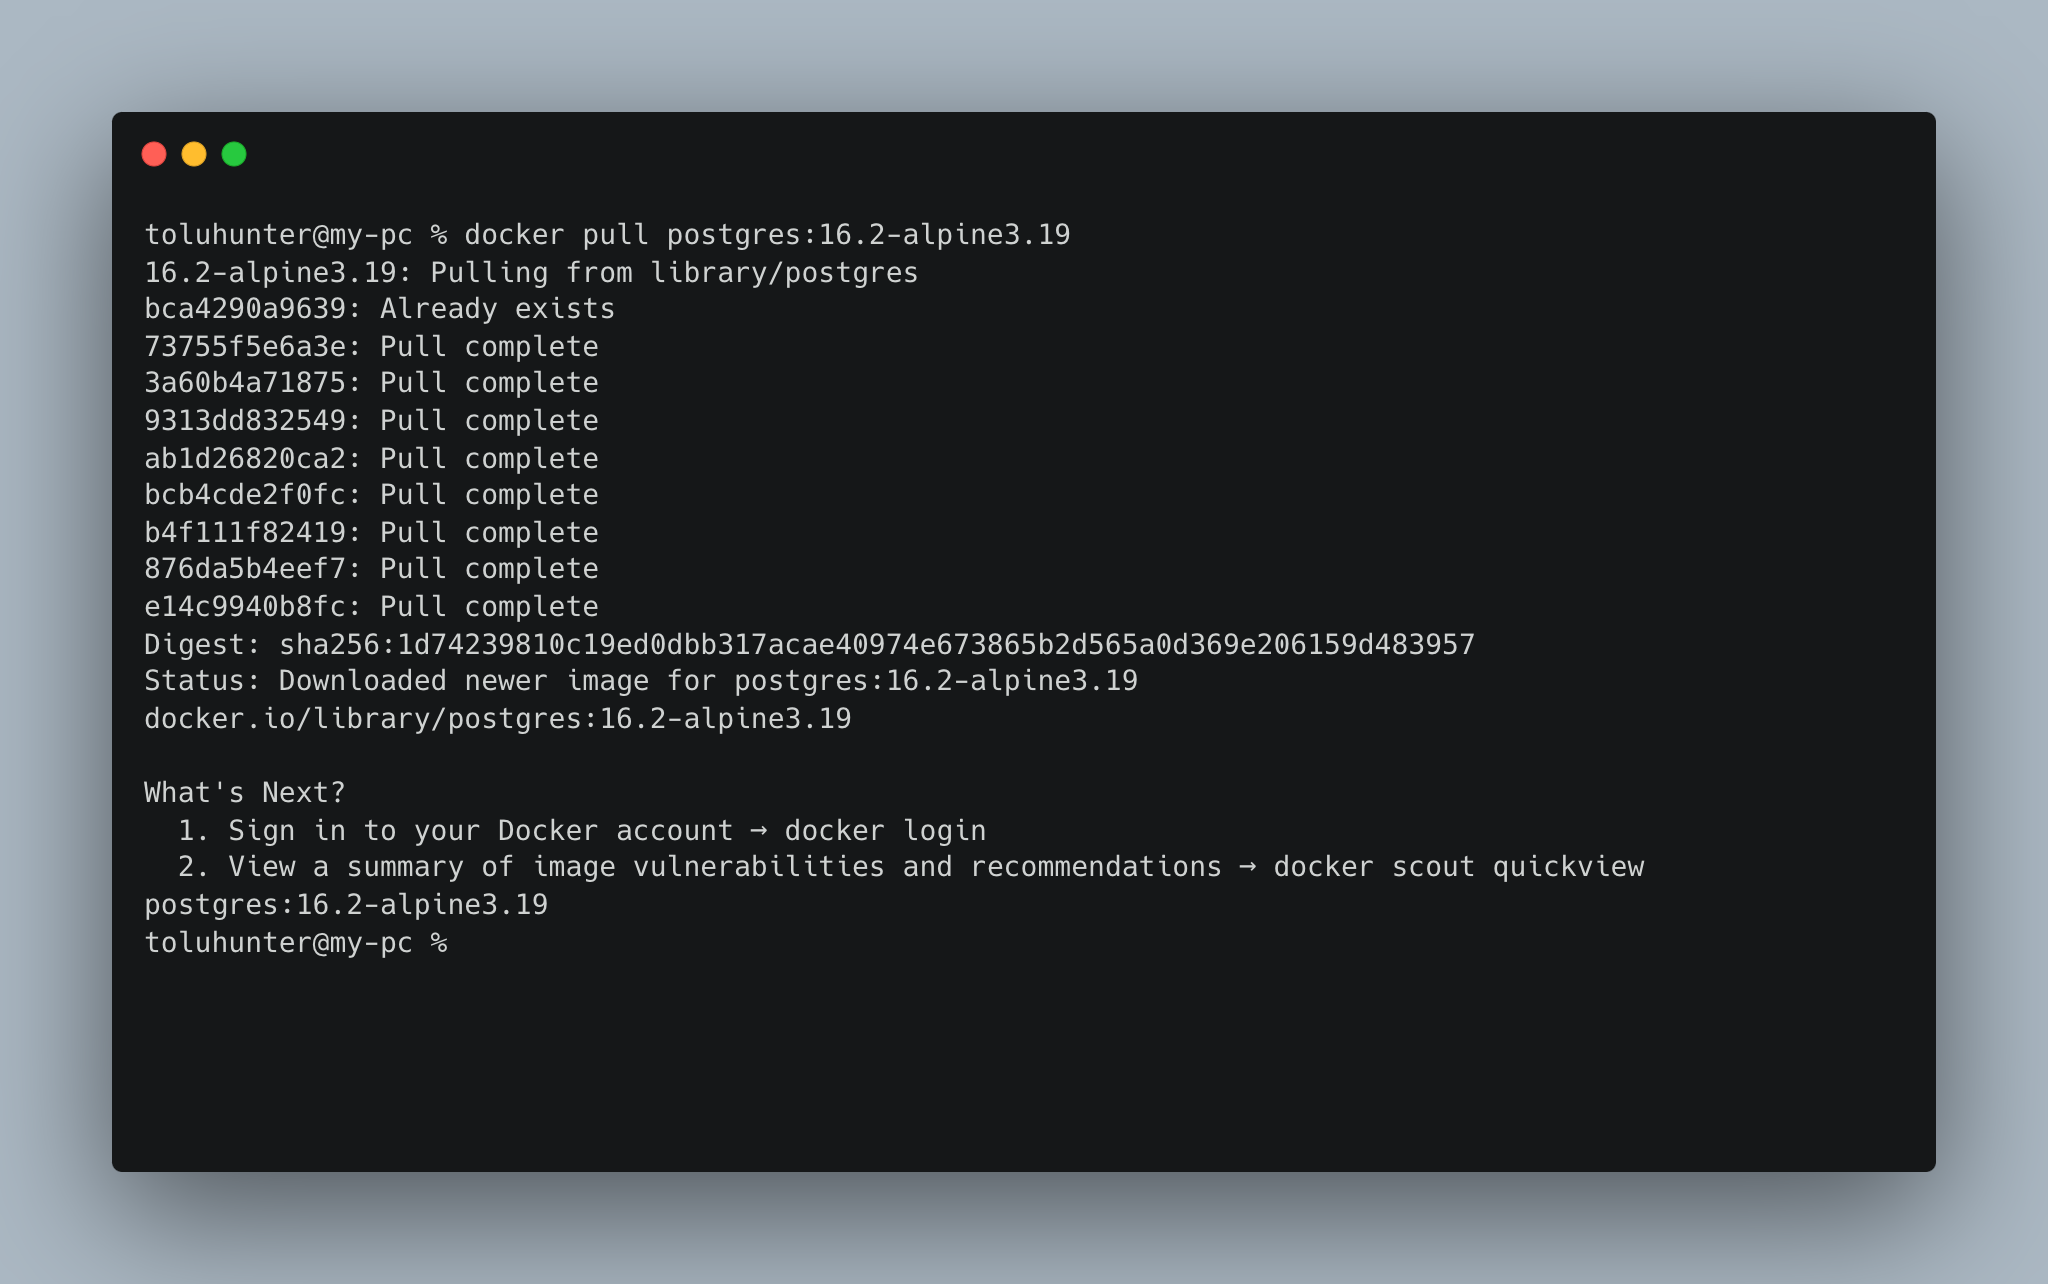 toluhunter@my-pc % docker pull postgres:16.2-alpine3.19
16.2-alpine3.19: Pulling from library/postgres
bca4290a9639: Already exists
73755f5e6a3e: Pull complete
3a60b4a71875: Pull complete
9313dd832549: Pull complete
ab1d26820ca2: Pull complete
bcb4cde2f0fc: Pull complete
b4f111f82419: Pull complete
876da5b4eef7: Pull complete
e14c9940b8fc: Pull complete
Digest: sha256:1d74239810c19ed0dbb317acae40974e673865b2d565a0d369e206159d483957
Status: Downloaded newer image for postgres:16.2-alpine3.19
docker.io/library/postgres:16.2-alpine3.19
What's Next?
  1. Sign in to your Docker account → docker login
  2. View a summary of image vulnerabilities and recommendations → docker scout quickview
postgres:16.2-alpine3.19
toluhunter@my-pc %